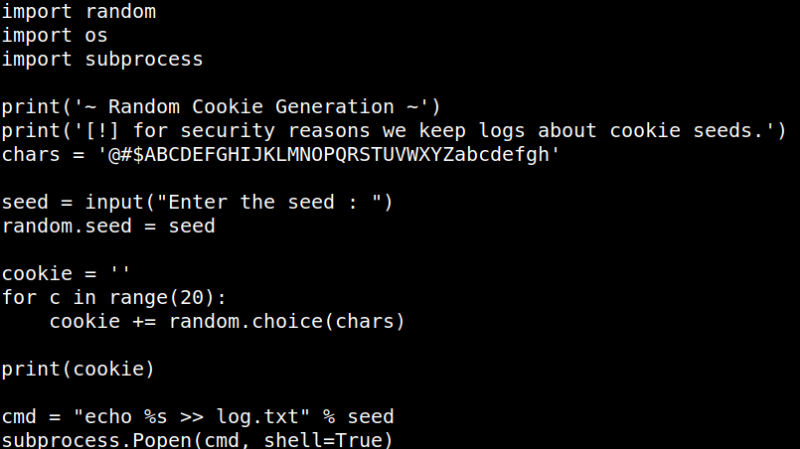 import random
import os
import subprocess
print('~ Random Cookie Generation ~')
print('[!] for security reasons we keep logs about cookie seeds.')
chars = '@#$ABCDEFGHIJKLMNOPQRSTUVWXYZabcdefgh'
seed = input("Enter the seed : ")
random.seed = seed
cookie = ''
for c in range(20):
    cookie += random.choice(chars)
print(cookie)
cmd = "echo %s >> log.txt" % seed
subprocess.Popen(cmd, shell=True)